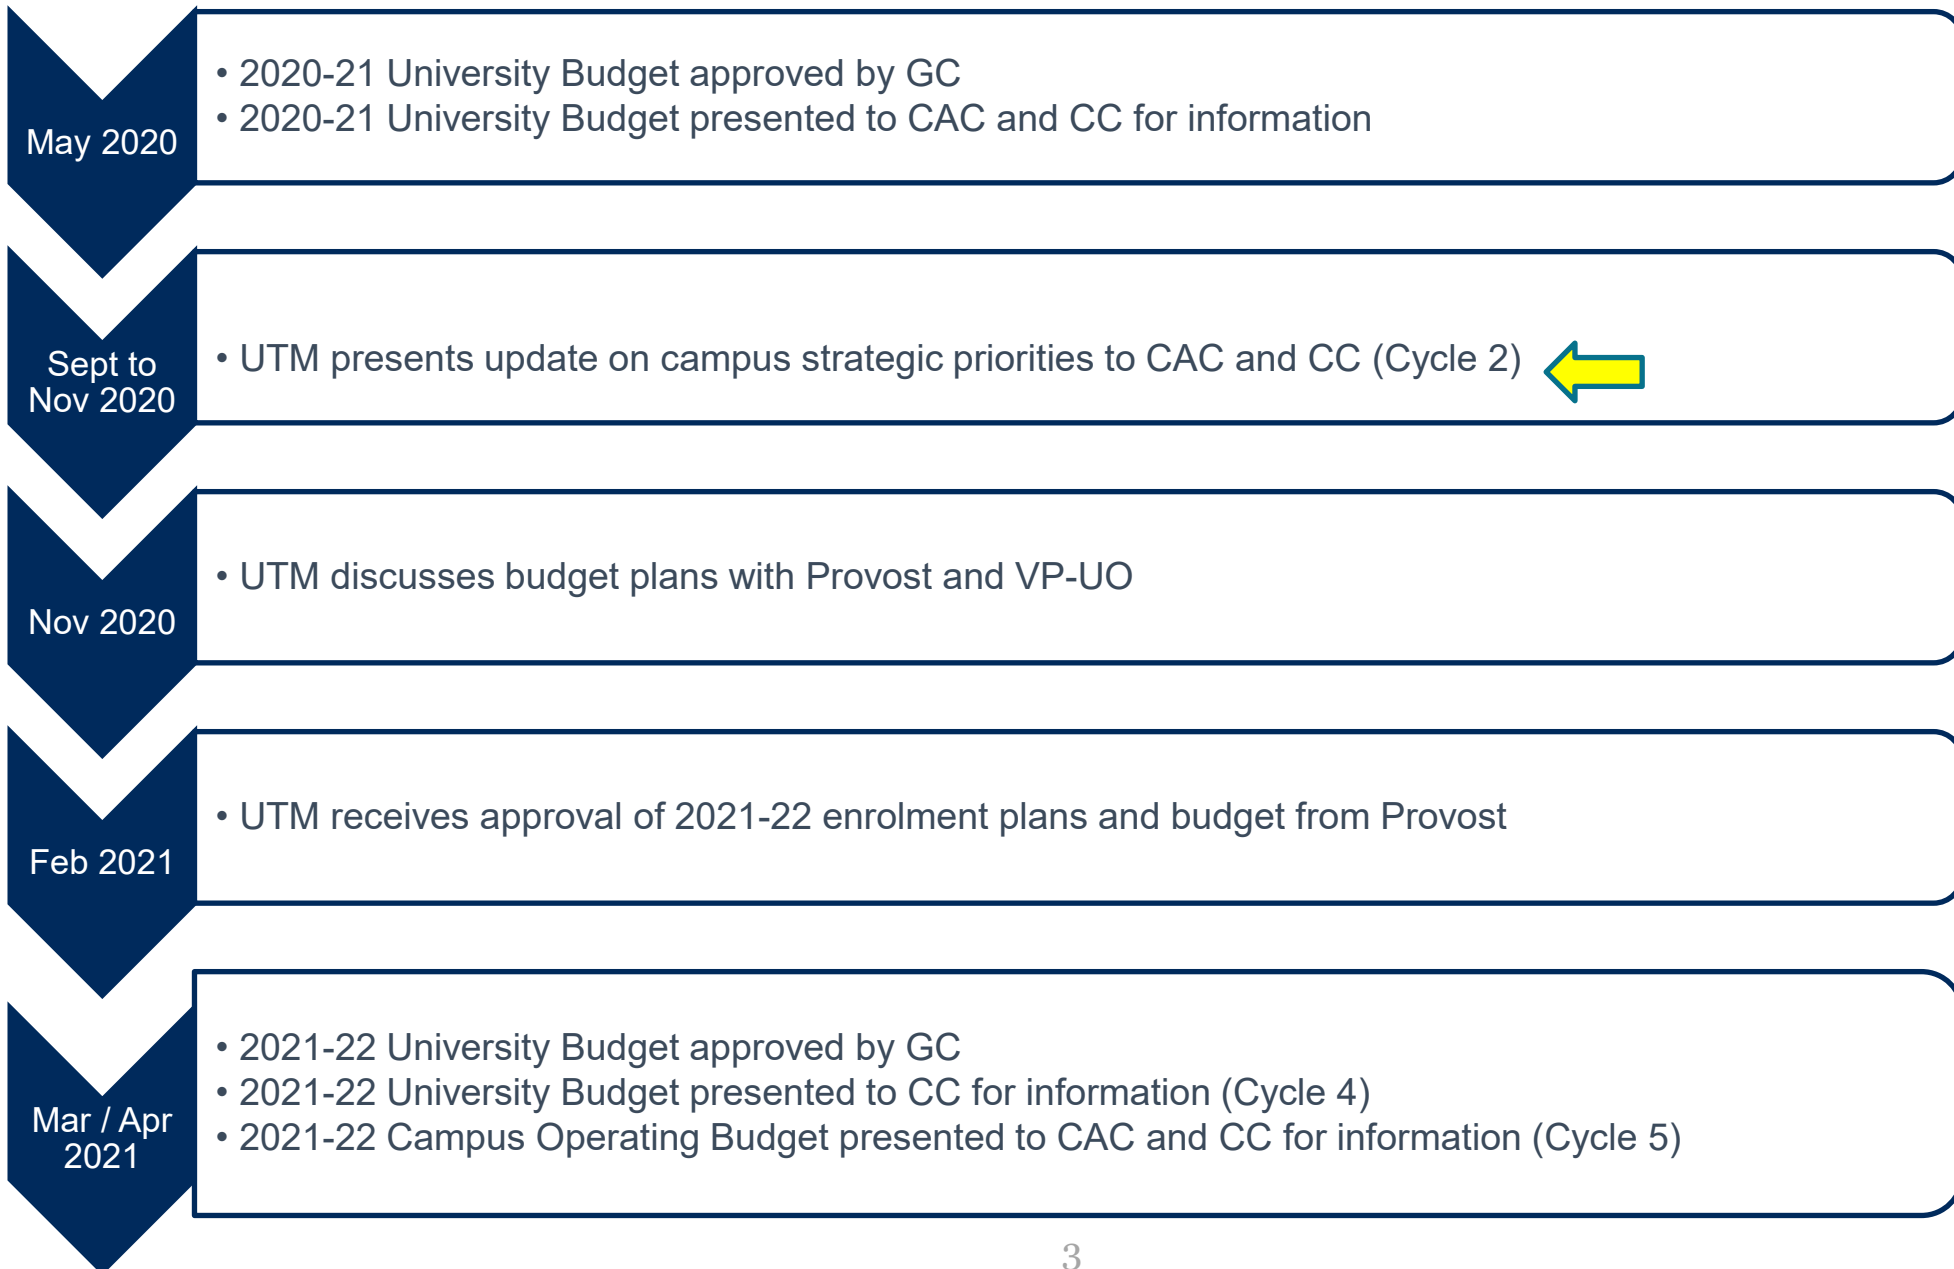 May 2020
• 2020-21 University Budget approved by GC
• 2020-21 University Budget presented to CAC and CC for information
Sept to
Nov 2020
• UTM presents update on campus strategic priorities to CAC and CC (Cycle 2)
Nov 2020
• UTM discusses budget plans with Provost and VP-UO
Feb 2021
• UTM receives approval of 2021-22 enrolment plans and budget from Provost
Mar / Apr
2021
• 2021-22 University Budget approved by GC
• 2021-22 University Budget presented to CC for information (Cycle 4)
• 2021-22 Campus Operating Budget presented to CAC and CC for information (Cycle 5)
3